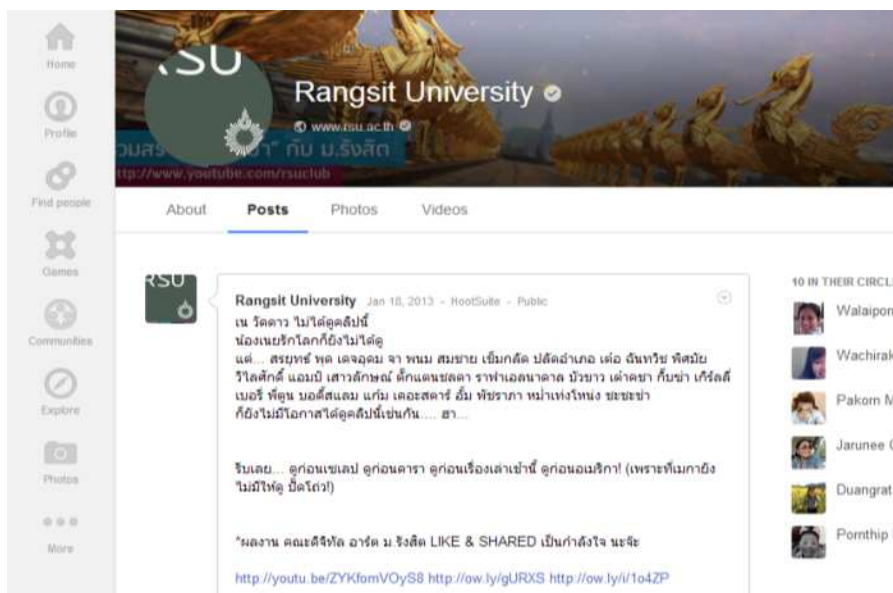 Home
Profile
Find people
Games
Communities
Explore
Photos
More
RSU
Rangsit University
www.rsu.ac.th
กับ ม.รังสิต
http://www.youtube.com/rsuclub
About Posts Photos Videos
RSU
Rangsit University Jan 18, 2013 - HootSuite - Public
เน วัดดาว ไม่ได้ดูคลิปนี้
น้องเนยรักโลกก็ยังไม่ได้ดู
แต่... สรยุทธ์ พุด เดจอุดม จา พนม สมชาย เข็มกลัด ปลัดอำเภอ เด๋อ ฉันทวิช พิศมัย
วิไลศักดิ์ แอมป์ เสาวลักษณ์ ตั๊กแตนชลดา ราฟาเอลนาดาล บัวขาว เต๋าคชา กี้บซ่า เกิร์ลลี่
เบอรี่ พี่ตูน บอดี้สแลม แก้ม เดอะสตาร์ อั้ม พัชราภา หม่ำเท่งโหน่ง ชะชะช่า
ก็ยังไม่มีโอกาสได้ดูคลิปนี้เช่นกัน.... ฮา...
รีบเลย... ดูก่อนเซเลป ดูก่อนดารา ดูก่อนเรื่องเล่าเช้านี้ ดูก่อนอเมริกา! (เพราะที่เมกายัง
ไม่มีให้ดู ปั๊ดโถ่ว!)
*ผลงาน คณะดิจิทัล อาร์ต ม.รังสิต LIKE & SHARED เป็นกำลังใจ นะจ๊ะ
http://youtu.be/ZYKfomVOyS8 http://ow.ly/gURXS http://ow.ly/i/1o4ZP
10 IN THEIR CIRCL
Walaipor
Wachirak
Pakorn M
Jarunee
Duangrat
Pornthip